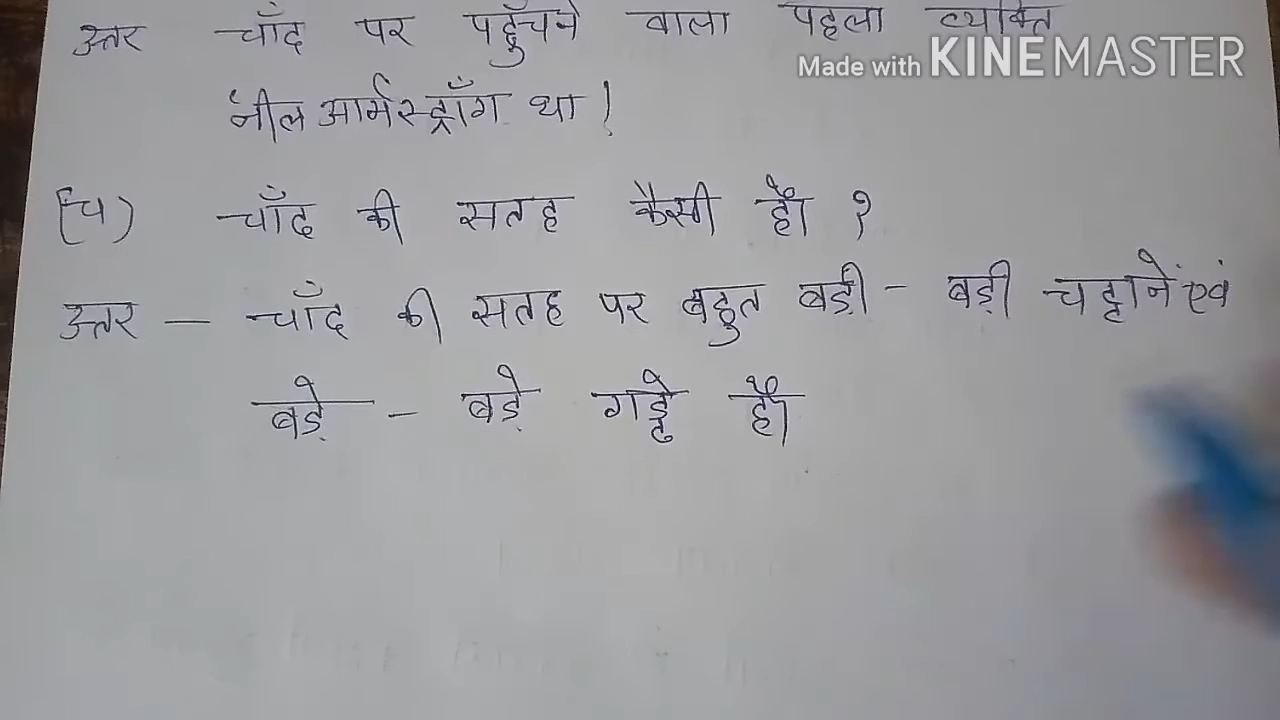 उत्तर चाँद पर पहुँचने वाला पहला व्यक्ति
Made with KINEMASTER
नील आर्मस्ट्राँग था ।
(च) चाँद की सतह कैसी हैं ?
उत्तर — चाँद की सतह पर बहुत बड़ी - बड़ी चट्टानें एवं
बड़े - बड़े गड्ढे हैं